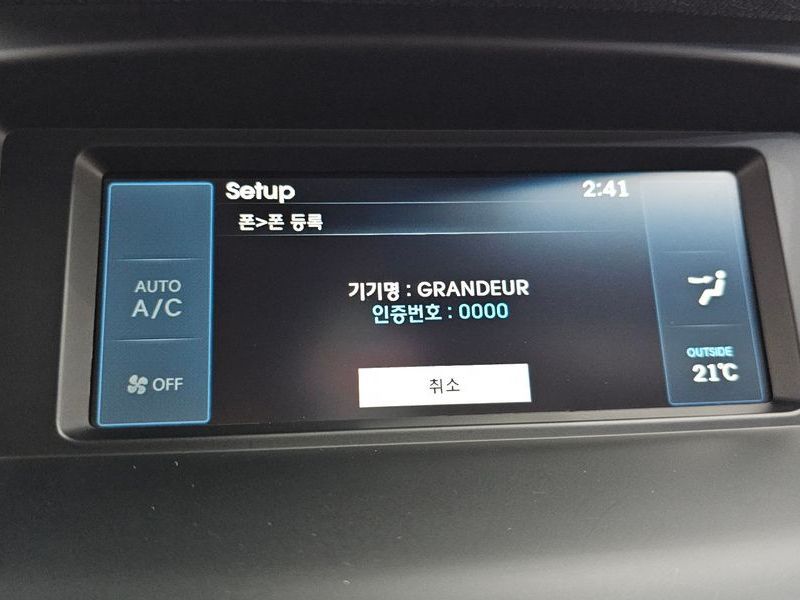 Setup
2:41
폰>폰 등록
AUTO
A/C
OFF
기기명 : GRANDEUR
인증번호 : 0000
취소
OUTSIDE
21℃